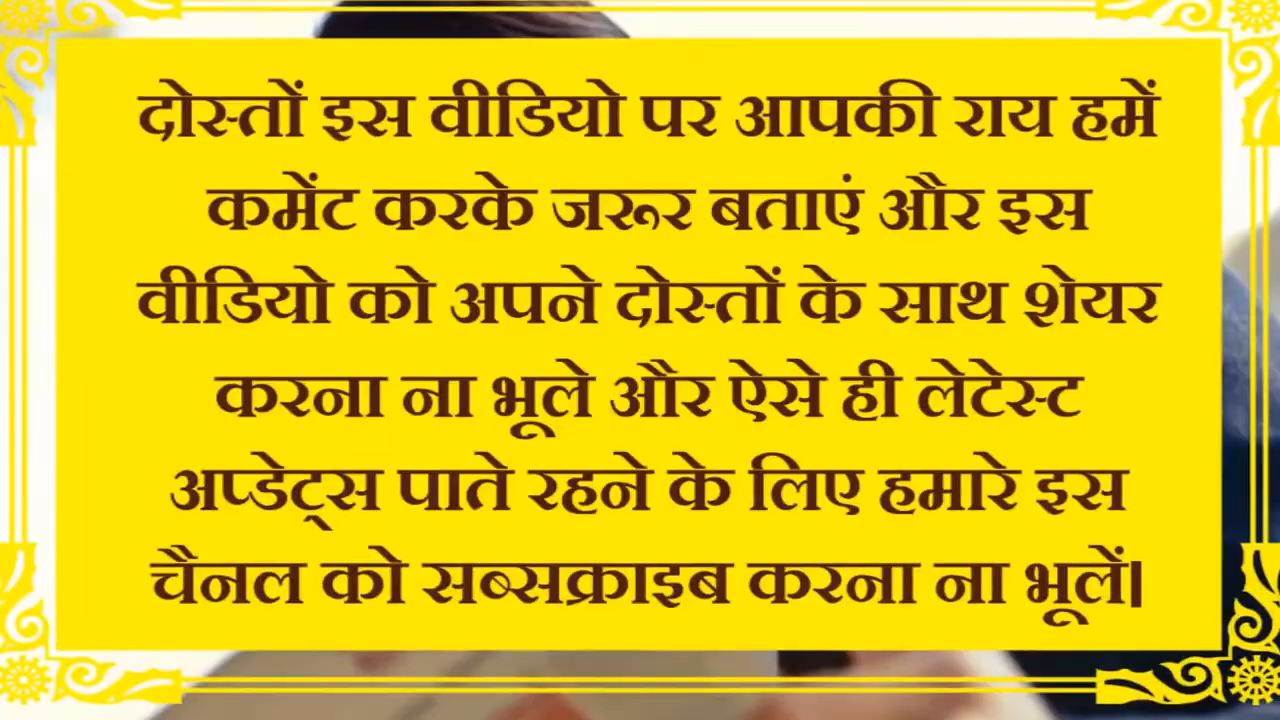 दोस्तों इस वीडियो पर आपकी राय हमें
कमेंट करके जरूर बताएं और इस
वीडियो को अपने दोस्तों के साथ शेयर
करना ना भूले और ऐसे ही लेटेस्ट
अप्डेट्स पाते रहने के लिए हमारे इस
चैनल को सब्सक्राइब करना ना भूलें।